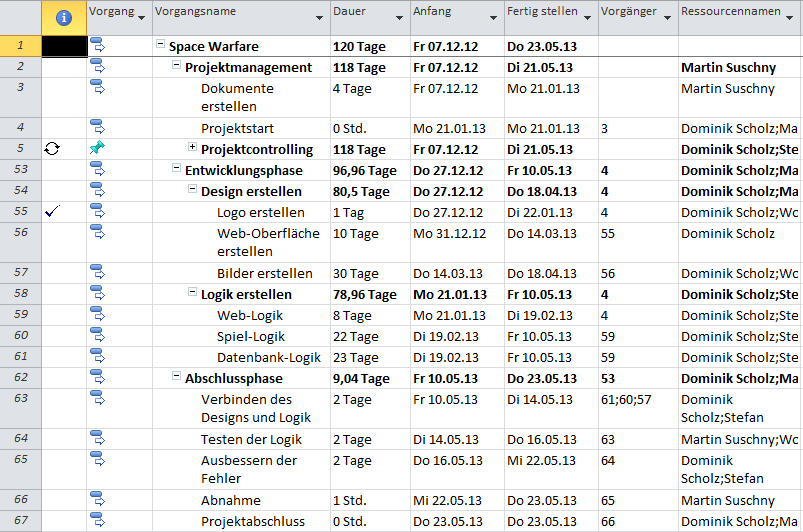 Vorgang Vorgangsname Dauer Anfang Fertig stellen Vorgänger Ressourcennamen
1 Space Warfare 120 Tage Fr 07.12.12 Do 23.05.13
2 Projektmanagement 118 Tage Fr 07.12.12 Di 21.05.13 Martin Suschny
3 Dokumente 4 Tage Fr 07.12.12 Mo 21.01.13 Martin Suschny
erstellen
4 Projektstart 0 Std. Mo 21.01.13 Mo 21.01.13 3 Dominik Scholz;Ma
5 Projektcontrolling 118 Tage Fr 07.12.12 Di 21.05.13 Dominik Scholz;Ste
53 Entwicklungsphase 96,96 Tage Do 27.12.12 Fr 10.05.13 4 Dominik Scholz;Ma
54 Design erstellen 80,5 Tage Do 27.12.12 Do 18.04.13 4 Dominik Scholz;Ma
55 Logo erstellen 1 Tag Do 27.12.12 Di 22.01.13 4 Dominik Scholz;Wo
56 Web-Oberfläche 10 Tage Mo 31.12.12 Do 14.03.13 55 Dominik Scholz
erstellen
57 Bilder erstellen 30 Tage Do 14.03.13 Do 18.04.13 56 Dominik Scholz;Wo
58 Logik erstellen 78,96 Tage Mo 21.01.13 Fr 10.05.13 4 Dominik Scholz;Ste
59 Web-Logik 8 Tage Mo 21.01.13 Di 19.02.13 4 Dominik Scholz;Ste
60 Spiel-Logik 22 Tage Di 19.02.13 Fr 10.05.13 59 Dominik Scholz;Ste
61 Datenbank-Logik 23 Tage Di 19.02.13 Fr 10.05.13 59 Dominik Scholz;Ste
62 Abschlussphase 9,04 Tage Fr 10.05.13 Do 23.05.13 53 Dominik Scholz;Ma
63 Verbinden des 2 Tage Fr 10.05.13 Di 14.05.13 61;60;57 Dominik
Designs und Logik Scholz;Stefan
64 Testen der Logik 2 Tage Di 14.05.13 Do 16.05.13 63 Martin Suschny;Wo
65 Ausbessern der 2 Tage Do 16.05.13 Mi 22.05.13 64 Dominik
Fehler Scholz;Stefan
66 Abnahme 1 Std. Mi 22.05.13 Do 23.05.13 65 Martin Suschny
67 Projektabschluss 0 Std. Do 23.05.13 Do 23.05.13 66 Dominik Scholz;Ma